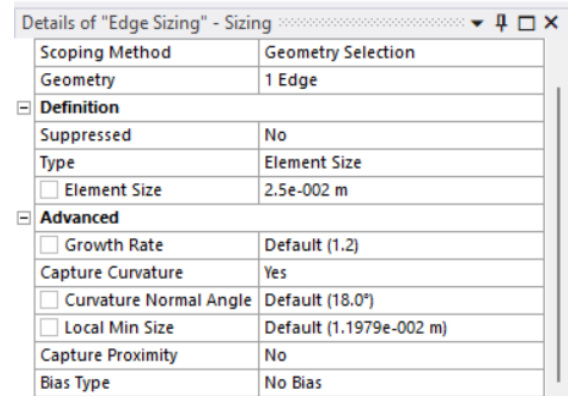 Details of "Edge Sizing" - Sizing
Scoping Method Geometry Selection
Geometry 1 Edge
Definition
Suppressed No
Type Element Size
Element Size 2.5e-002 m
Advanced
Growth Rate Default (1.2)
Capture Curvature Yes
Curvature Normal Angle Default (18.0°)
Local Min Size Default (1.1979e-002 m)
Capture Proximity No
Bias Type No Bias